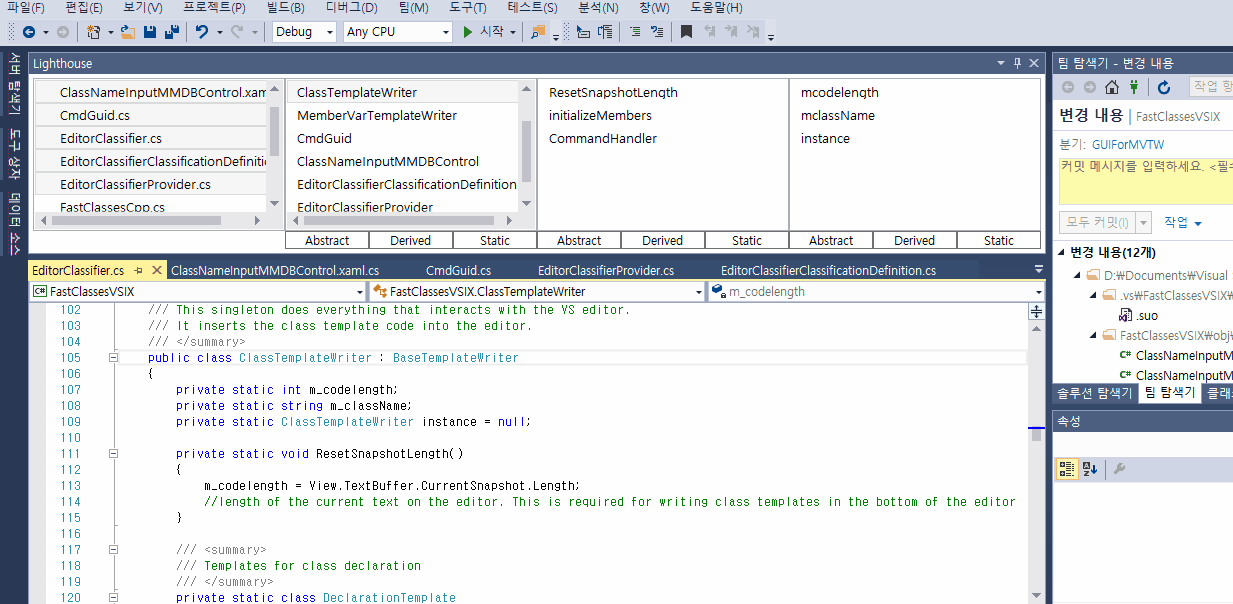 파일(F) 편집(E) 보기(V) 프로젝트(P) 빌드(B) 디버그(D) 팀(M) 도구(T) 테스트(S) 분석(N) 창(W) 도움말(H)
Debug Any CPU 시작
서버 탐색기
도구 상자
데이터 소스
Lighthouse
ClassNameInputMMDBControl.xam
CmdGuid.cs
EditorClassifier.cs
EditorClassifierClassificationDefiniti
EditorClassifierProvider.cs
FastClassesCpp.cs
ClassTemplateWriter
MemberVarTemplateWriter
CmdGuid
ClassNameInputMMDBControl
EditorClassifierClassificationDefinition
EditorClassifierProvider
ResetSnapshotLength
initializeMembers
CommandHandler
mcodelength
mclassName
instance
Abstract Derived Static Abstract Derived Static Abstract Derived Static
EditorClassifier.cs ClassNameInputMMDBControl.xaml.cs CmdGuid.cs EditorClassifierProvider.cs EditorClassifierClassificationDefinition.cs
FastClassesVSIX FastClassesVSIX.ClassTemplateWriter m_codelength
102 /// This singleton does everything that interacts with the VS editor.
103 /// It inserts the class template code into the editor.
104 /// </summary>
105 public class ClassTemplateWriter : BaseTemplateWriter
106 {
107 private static int m_codelength;
108 private static string m_className;
109 private static ClassTemplateWriter instance = null;
110
111 private static void ResetSnapshotLength()
112 {
113 m_codelength = View.TextBuffer.CurrentSnapshot.Length;
114 //length of the current text on the editor. This is required for writing class templates in the bottom of the editor
115 }
116
117 /// <summary>
118 /// Templates for class declaration
119 /// </summary>
120 private static class DeclarationTemplate
팀 탐색기 - 변경 내용
작업 항
변경 내용 | FastClassesVSIX
분기: GUIForMVTW
커밋 메시지를 입력하세요. <필수
모두 커밋(I) 작업
변경 내용(12개)
D:₩Documents₩Visual
.vs₩FastClassesVSIX₩
.suo
FastClassesVSIX₩obj₩
C# ClassNameInputM
C# ClassNameInputM
솔루션 탐색기 팀 탐색기 클래
속성